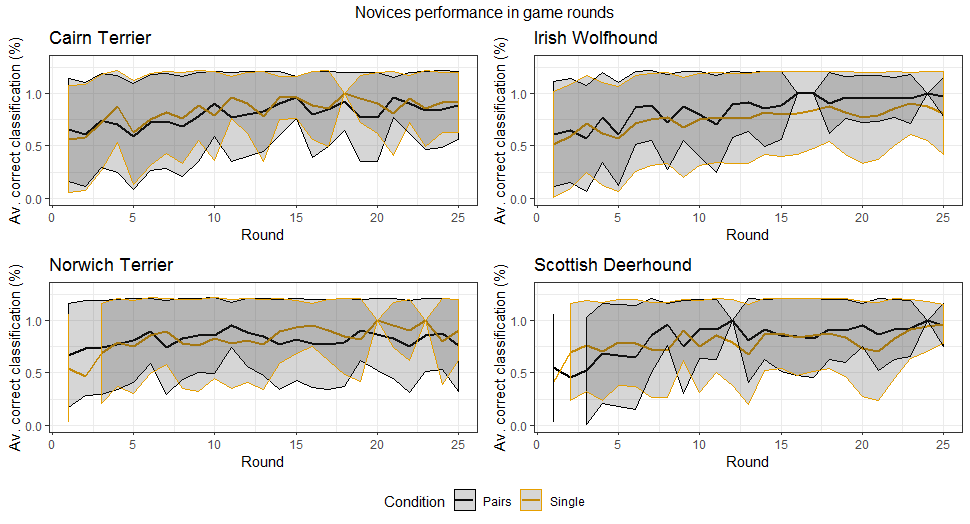 Novices performance in game rounds
Cairn Terrier
Irish Wolfhound
Av. correct classification (%)
1.0
0.5
0.0
0 5 10 15 20 25
Round
Av. correct classification (%)
1.0
0.5
0.0
0 5 10 15 20 25
Round
Norwich Terrier
Scottish Deerhound
Av. correct classification (%)
1.0
0.5
0.0
0 5 10 15 20 25
Round
Av. correct classification (%)
1.0
0.5
0.0
0 5 10 15 20 25
Round
Condition Pairs Single